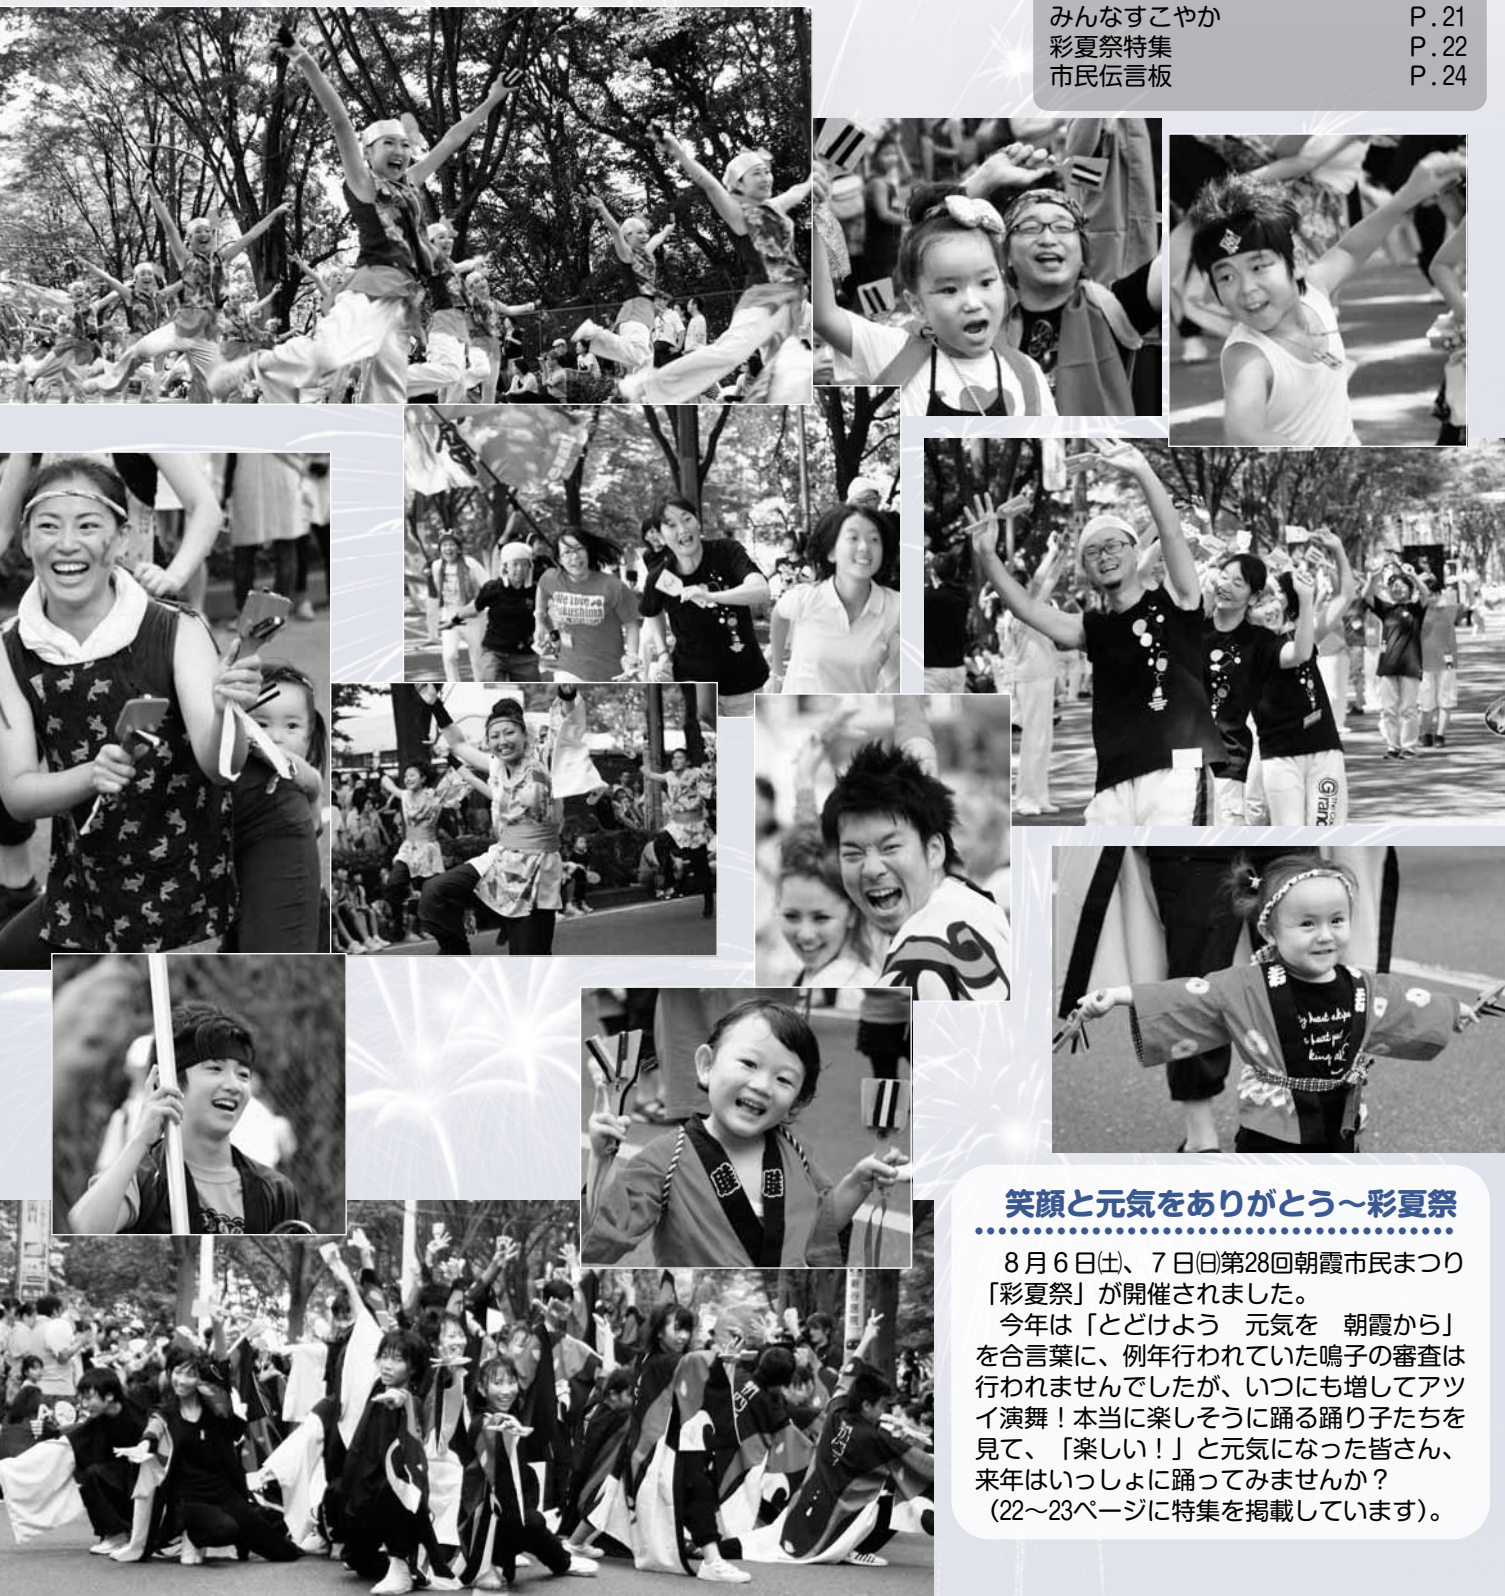 みんなすこやか P.21
彩夏祭特集 P.22
市民伝言板 P.24
We Love
Fukushima
笑顔と元気をありがとう～彩夏祭
　８月６日㈯、７日㈰第28回朝霞市民まつり
「彩夏祭」が開催されました。
　今年は「とどけよう　元気を　朝霞から」
を合言葉に、例年行われていた鳴子の審査は
行われませんでしたが、いつにも増してアツ
イ演舞！本当に楽しそうに踊る踊り子たちを
見て、「楽しい！」と元気になった皆さん、
来年はいっしょに踊ってみませんか？
（22～23ページに特集を掲載しています）。